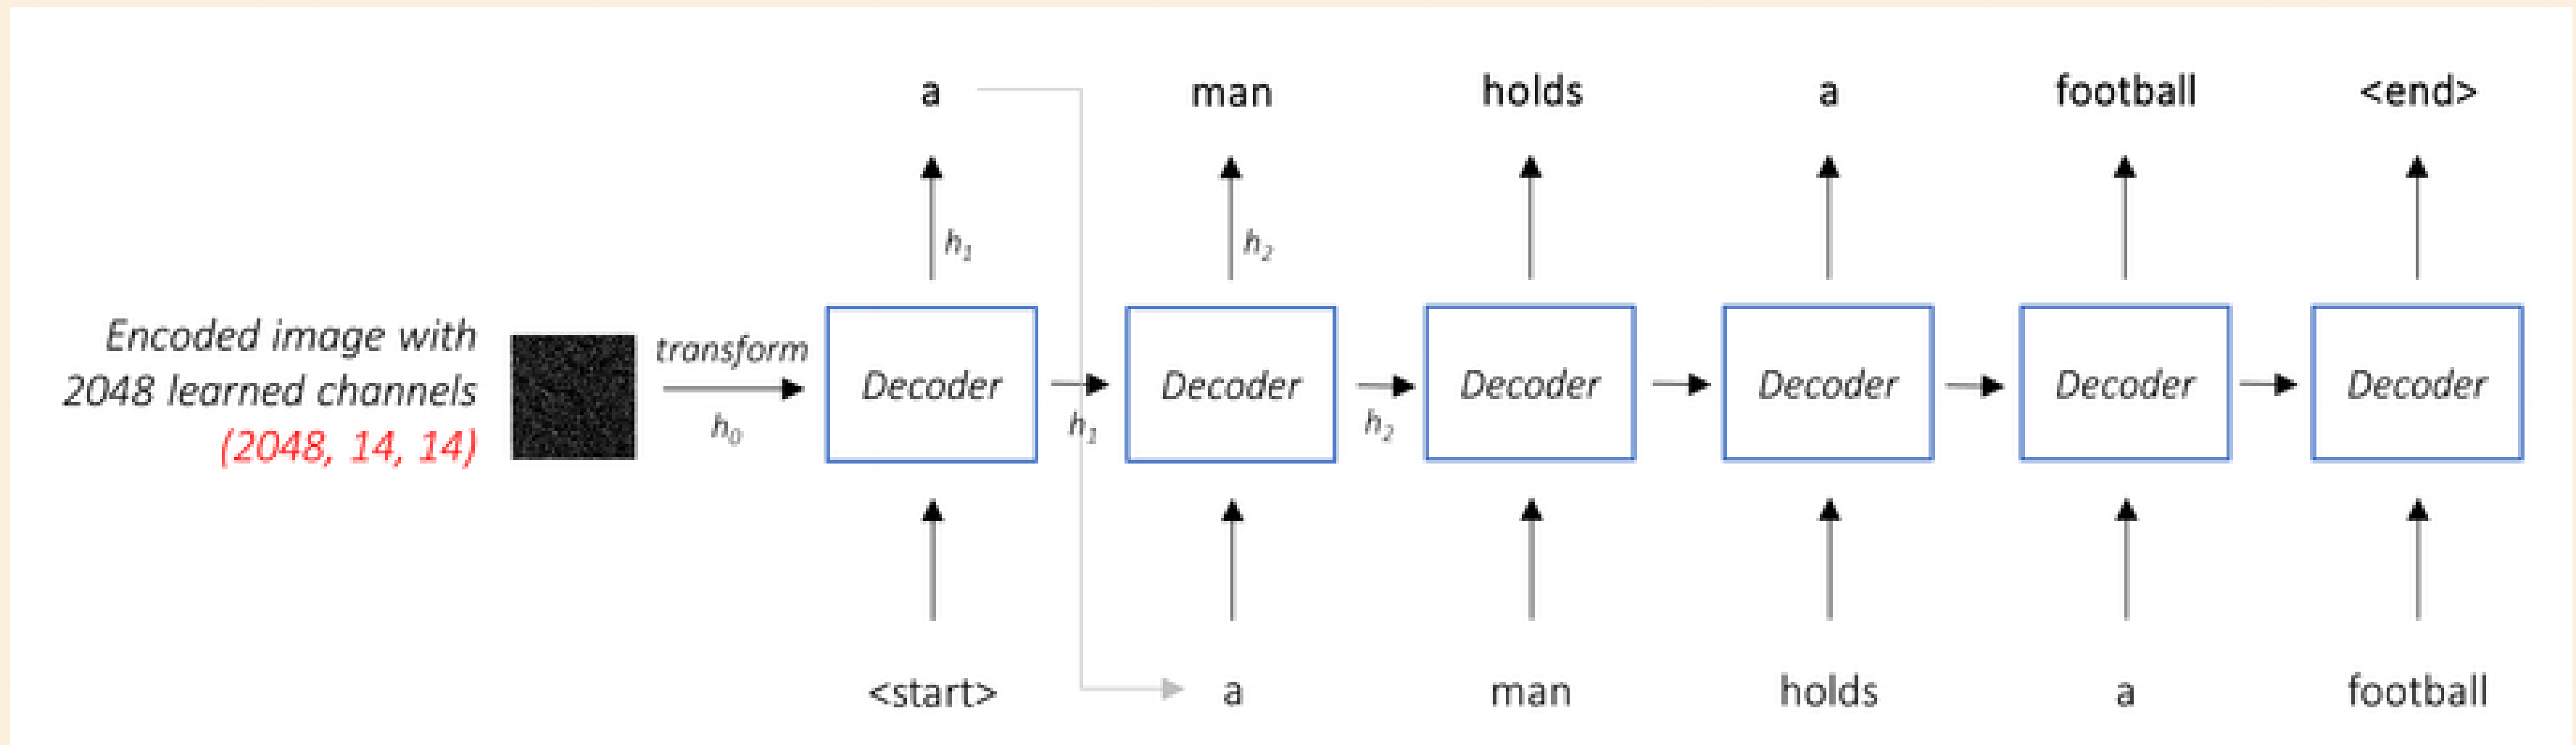 a man holds a football <end>
h1 h2
Encoded image with
2048 learned channels
(2048, 14, 14)
transform
h0
Decoder Decoder Decoder Decoder Decoder Decoder
h1 h2
<start> a man holds a football